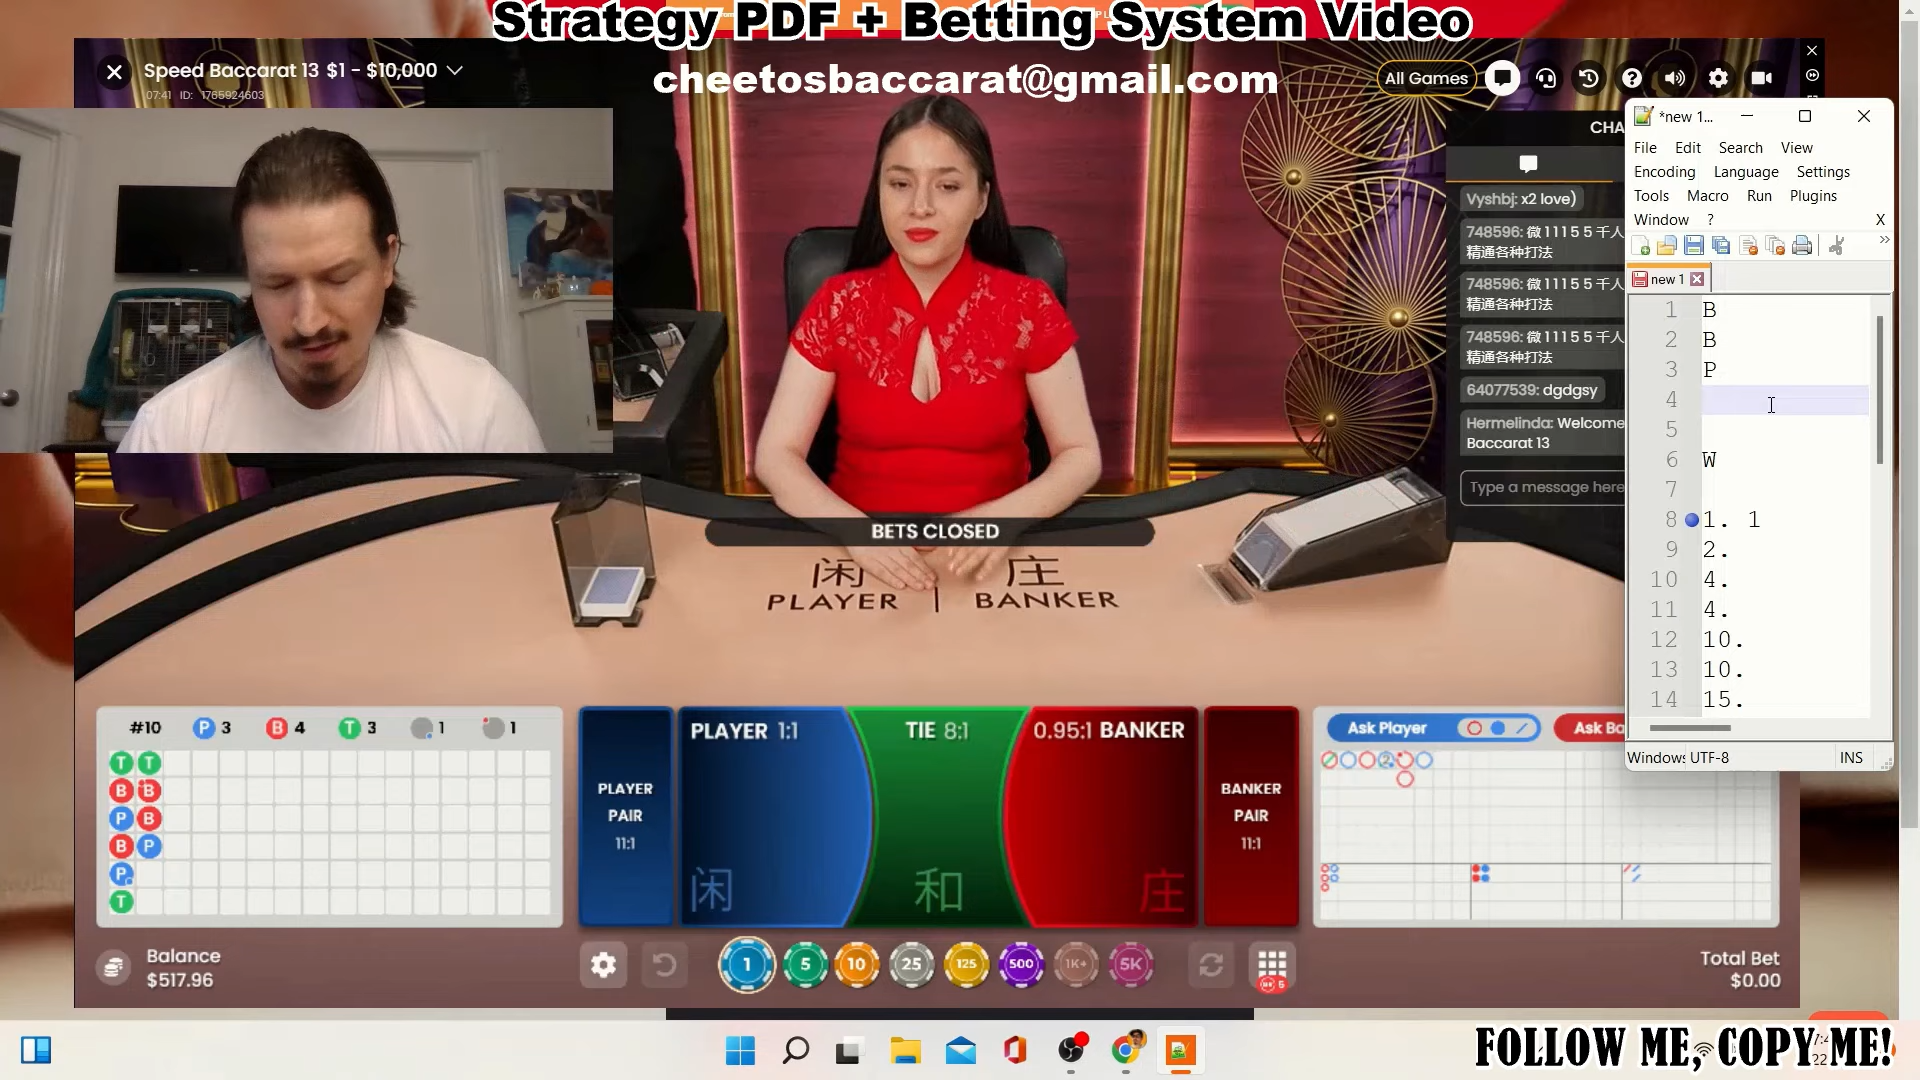 Strategy PDF + Betting System Video
cheetosbaccarat@gmail.com
Speed Baccarat 13 $1 - $10,000
07:41 ID: 1765924603
All Games
CHA
Vyshbj: x2 love)
748596: 微 1 1 1 5 5 千人
精通各种打法
748596: 微 1 1 1 5 5 千人
精通各种打法
748596: 微 1 1 1 5 5 千人
精通各种打法
64077539: dgdgsy
Hermelinda: Welcome
Baccarat 13
Type a message here
*new 1...
File Edit Search View
Encoding Language Settings
Tools Macro Run Plugins
Window ? X
new 1
1 B
2 B
3 P
4
5
6 W
7
8 1. 1
9 2.
10 4.
11 4.
12 10.
13 10.
14 15.
Windows UTF-8 INS
BETS CLOSED
闲 庄
PLAYER | BANKER
#10 P 3 B 4 T 3 1 1
T T
B B
P B
B P
P
T
PLAYER
PAIR
11:1
PLAYER 1:1
闲
TIE 8:1
和
0.95:1 BANKER
庄
BANKER
PAIR
11:1
Ask Player
Ask Ba
2
Balance
$517.96
1 5 10 25 125 500 1K+ 5K
5
Total Bet
$0.00
FOLLOW ME, COPY ME!